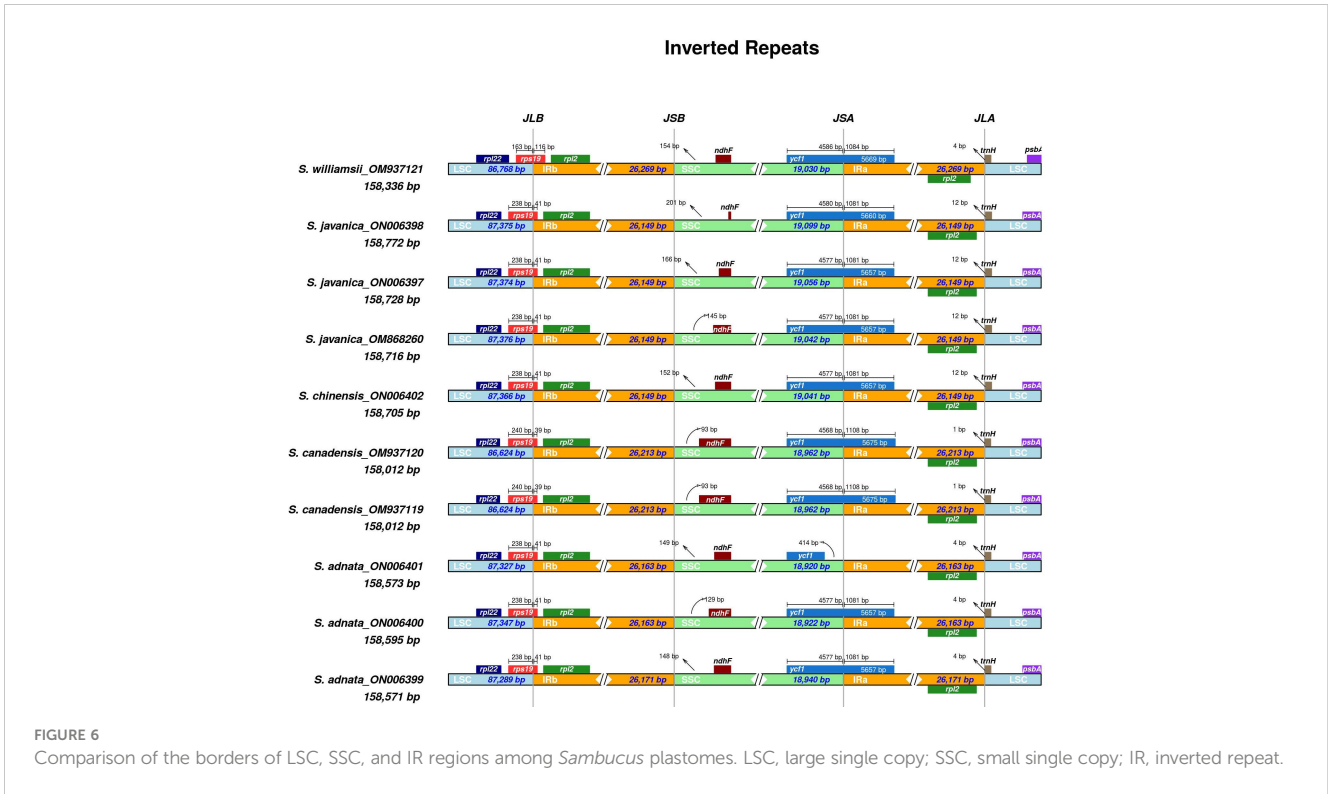 Inverted Repeats
JLB JSB JSA JLA
163 bp 116 bp 154 bp 4586 bp 1084 bp 4 bp
rpl22 rps19 rpl2 ndhF ycf1 5669 bp trnH
S. williamsii_OM937121 LSC 86,768 bp IRb 26,269 bp SSC 19,030 bp IRa 26,269 bp LSC
158,336 bp rpl2
238 bp 41 bp 201 bp 4580 bp 1081 bp 12 bp
rpl22 rps19 rpl2 ndhF ycf1 5660 bp trnH psbA
S. javanica_ON006398 LSC 87,375 bp IRb 26,149 bp SSC 19,099 bp IRa 26,149 bp LSC
158,772 bp rpl2
238 bp 41 bp 166 bp 4577 bp 1081 bp 12 bp
rpl22 rps19 rpl2 ndhF ycf1 5657 bp trnH psbA
S. javanica_ON006397 LSC 87,374 bp IRb 26,149 bp SSC 19,056 bp IRa 26,149 bp LSC
158,728 bp rpl2
238 bp 41 bp 145 bp 4577 bp 1081 bp 12 bp
rpl22 rps19 rpl2 ndhF ycf1 5657 bp trnH psbA
S. javanica_OM868260 LSC 87,376 bp IRb 26,149 bp SSC 19,042 bp IRa 26,149 bp LSC
158,716 bp rpl2
238 bp 41 bp 152 bp 4577 bp 1081 bp 12 bp
rpl22 rps19 rpl2 ndhF ycf1 5657 bp trnH psbA
S. chinensis_ON006402 LSC 87,366 bp IRb 26,149 bp SSC 19,041 bp IRa 26,149 bp LSC
158,705 bp rpl2
240 bp 39 bp 93 bp 4568 bp 1108 bp 1 bp
rpl22 rps19 rpl2 ndhF ycf1 5675 bp trnH psbA
S. canadensis_OM937120 LSC 86,624 bp IRb 26,213 bp SSC 18,962 bp IRa 26,213 bp LSC
158,012 bp rpl2
240 bp 39 bp 93 bp 4568 bp 1108 bp 1 bp
rpl22 rps19 rpl2 ndhF ycf1 5675 bp trnH psbA
S. canadensis_OM937119 LSC 86,624 bp IRb 26,213 bp SSC 18,962 bp IRa 26,213 bp LSC
158,012 bp rpl2
238 bp 41 bp 149 bp 414 bp 4 bp
rpl22 rps19 rpl2 ndhF ycf1 trnH psbA
S. adnata_ON006401 LSC 87,327 bp IRb 26,163 bp SSC 18,920 bp IRa 26,163 bp LSC
158,573 bp rpl2
238 bp 41 bp 129 bp 4577 bp 1081 bp 4 bp
rpl22 rps19 rpl2 ndhF ycf1 5657 bp trnH psbA
S. adnata_ON006400 LSC 87,347 bp IRb 26,163 bp SSC 18,922 bp IRa 26,163 bp LSC
158,595 bp rpl2
238 bp 41 bp 148 bp 4577 bp 1081 bp 4 bp
rpl22 rps19 rpl2 ndhF ycf1 5657 bp trnH psbA
S. adnata_ON006399 LSC 87,289 bp IRb 26,171 bp SSC 18,940 bp IRa 26,171 bp LSC
158,571 bp rpl2
FIGURE 6
Comparison of the borders of LSC, SSC, and IR regions among Sambucus plastomes. LSC, large single copy; SSC, small single copy; IR, inverted repeat.